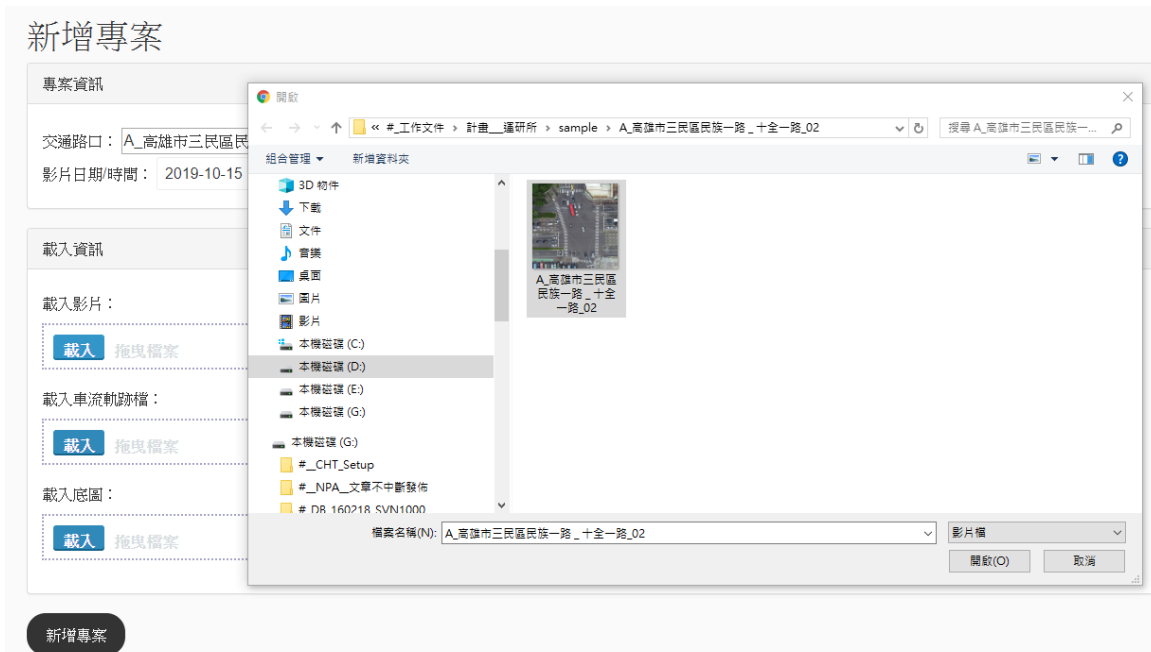 新增專案
專案資訊
交通路口： A_高雄市三民區民
影片日期/時間： 2019-10-15
載入資訊
載入影片：
載入 拖曳檔案
載入車流軌跡檔：
載入 拖曳檔案
載入底圖：
載入 拖曳檔案
新增專案
開啟
« #_工作文件 › 計畫__運研所 › sample › A_高雄市三民區民族一路_十全一路_02
搜尋 A_高雄市三民區民族一...
組合管理 新增資料夾
3D 物件
下載
文件
音樂
桌面
圖片
影片
本機磁碟 (C:)
本機磁碟 (D:)
本機磁碟 (E:)
本機磁碟 (G:)
本機磁碟 (G:)
#__CHT_Setup
#__NPA__文章不中斷發佈
# DB 160218 SVN1000
A_高雄市三民區
民族一路_十全
一路_02
檔案名稱(N): A_高雄市三民區民族一路_十全一路_02
影片檔
開啟(O) 取消